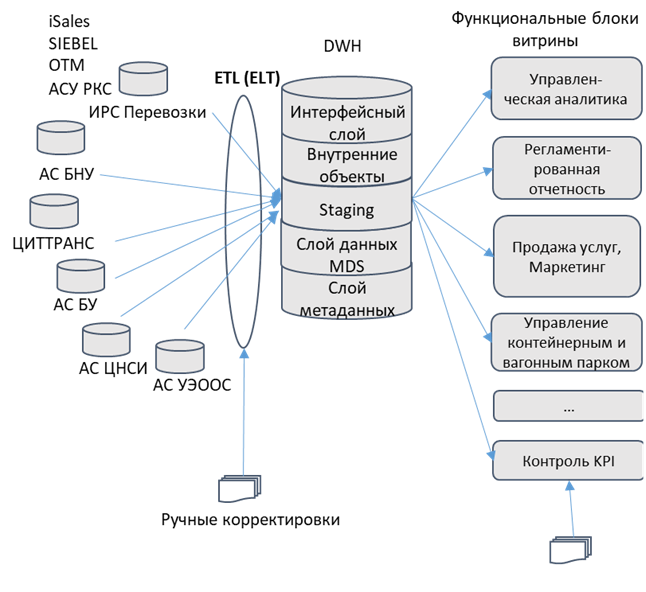 iSales
SIEBEL
ОТМ
АСУ РКС
ИРС Перевозки
АС БНУ
ЦИТТРАНС
АС БУ
АС ЦНСИ
АС УЭООС
ETL (ELT)
Ручные корректировки
DWH
Интерфейсный
слой
Внутренние
объекты
Staging
Слой данных
MDS
Слой
метаданных
Функциональные блоки
витрины
Управлен-
ческая аналитика
Регламенти-
рованная
отчетность
Продажа услуг,
Маркетинг
Управление
контейнерным и
вагонным парком
...
Контроль KPI